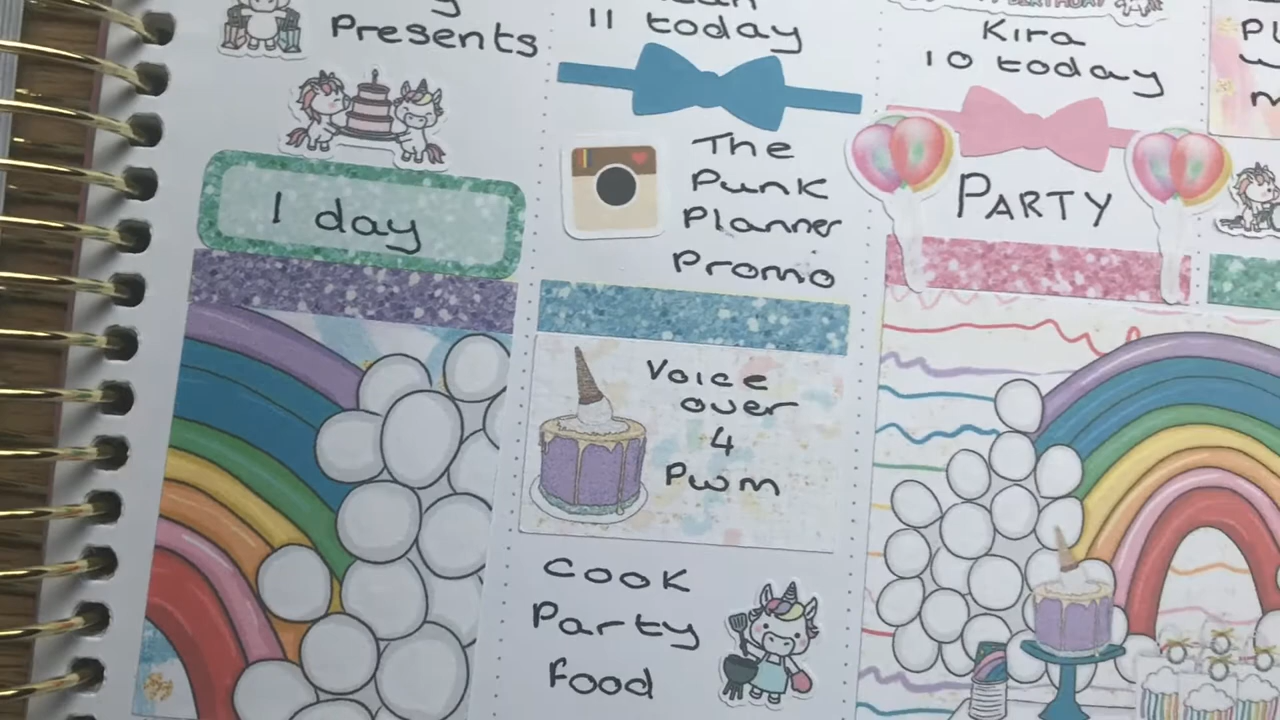 Presents
1 day
11 today
The
Punk
Planner
Promo
Voice
over
4
Pwm
Cook
Party
Food
BIRTHDAY
Kira
10 today
PARTY